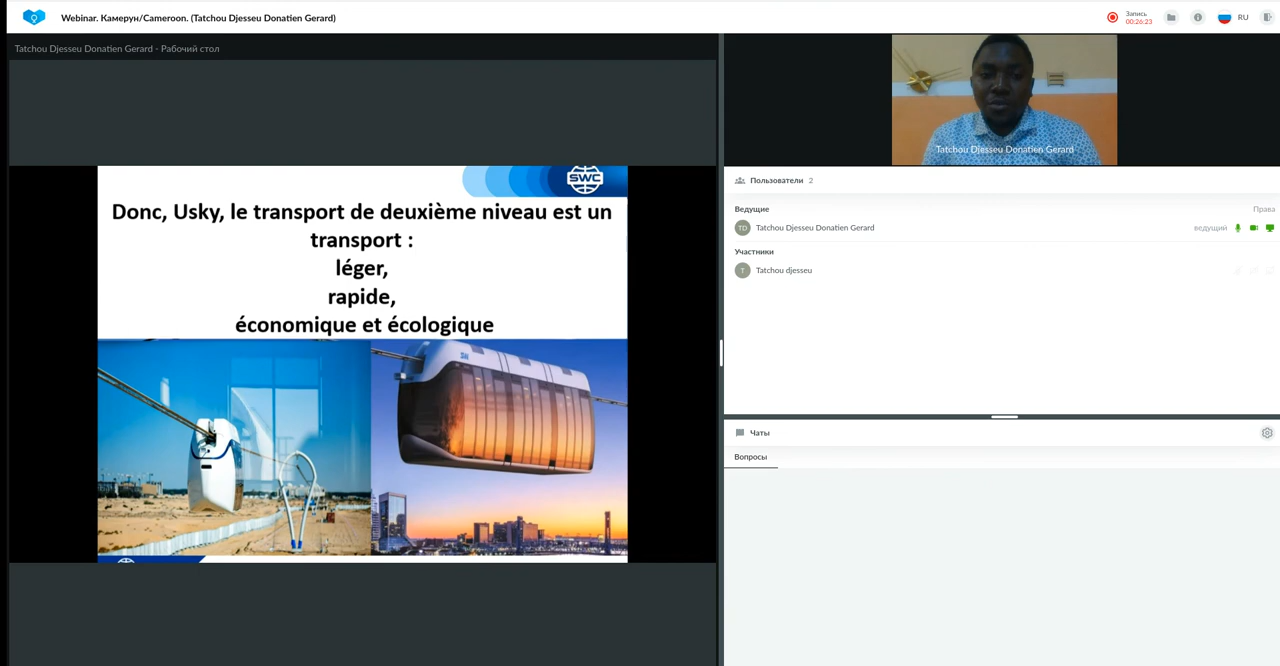 Webinar. Камерун/Cameroon. (Tatchou Djesseu Donatien Gerard)
Запись
00:26:23
RU
Tatchou Djesseu Donatien Gerard - Рабочий стол
SWC
Donc, Usky, le transport de deuxième niveau est un
transport :
léger,
rapide,
économique et écologique
Tatchou Djesseu Donatien Gerard
Пользователи 2
Ведущие Права
TD Tatchou Djesseu Donatien Gerard ведущий
Участники
T Tatchou djesseu
Чаты
Вопросы